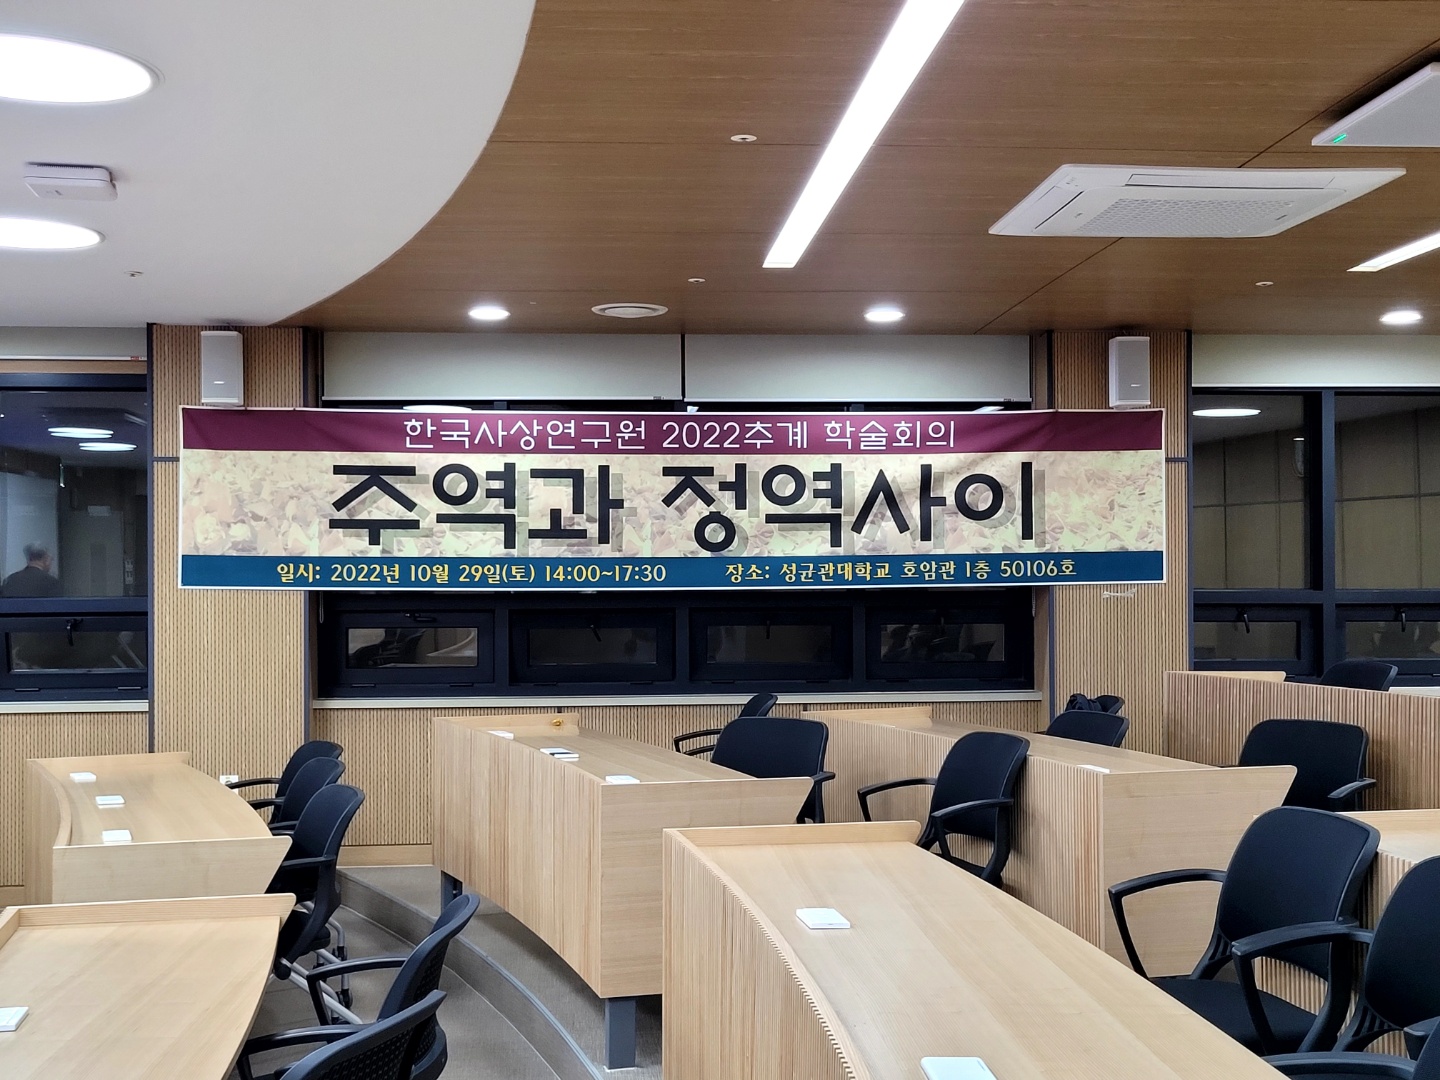 한국사상연구원 2022추계 학술회의
주역과 정역사이
일시: 2022년 10월 29일(토) 14:00~17:30 장소: 성균관대학교 호암관 1층 50106호